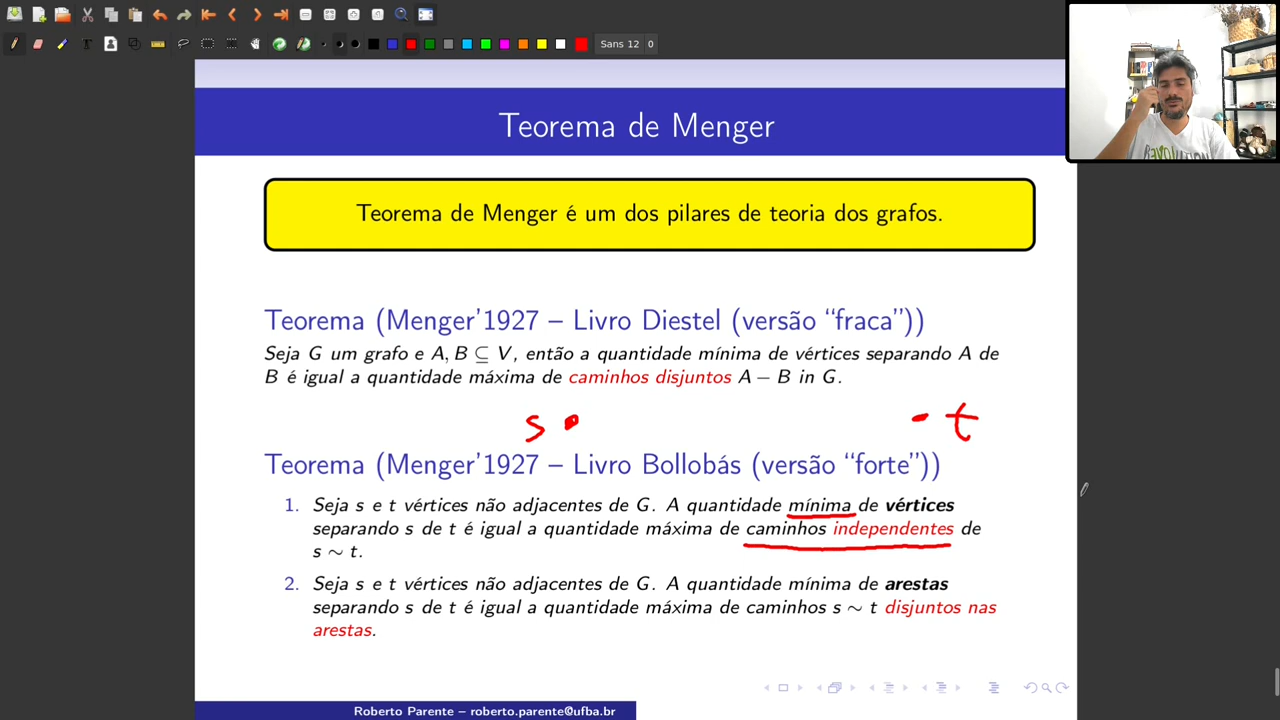 Sans 12 0
Teorema de Menger
Teorema de Menger é um dos pilares de teoria dos grafos.
Teorema (Menger'1927 – Livro Diestel (versão “fraca”))
Seja G um grafo e A, B ⊆ V, então a quantidade mínima de vértices separando A de
B é igual a quantidade máxima de caminhos disjuntos A − B in G.
s t
Teorema (Menger'1927 – Livro Bollobás (versão “forte”))
1. Seja s e t vértices não adjacentes de G. A quantidade mínima de vértices
separando s de t é igual a quantidade máxima de caminhos independentes de
s ∼ t.
2. Seja s e t vértices não adjacentes de G. A quantidade mínima de arestas
separando s de t é igual a quantidade máxima de caminhos s ∼ t disjuntos nas
arestas.
Roberto Parente – roberto.parente@ufba.br